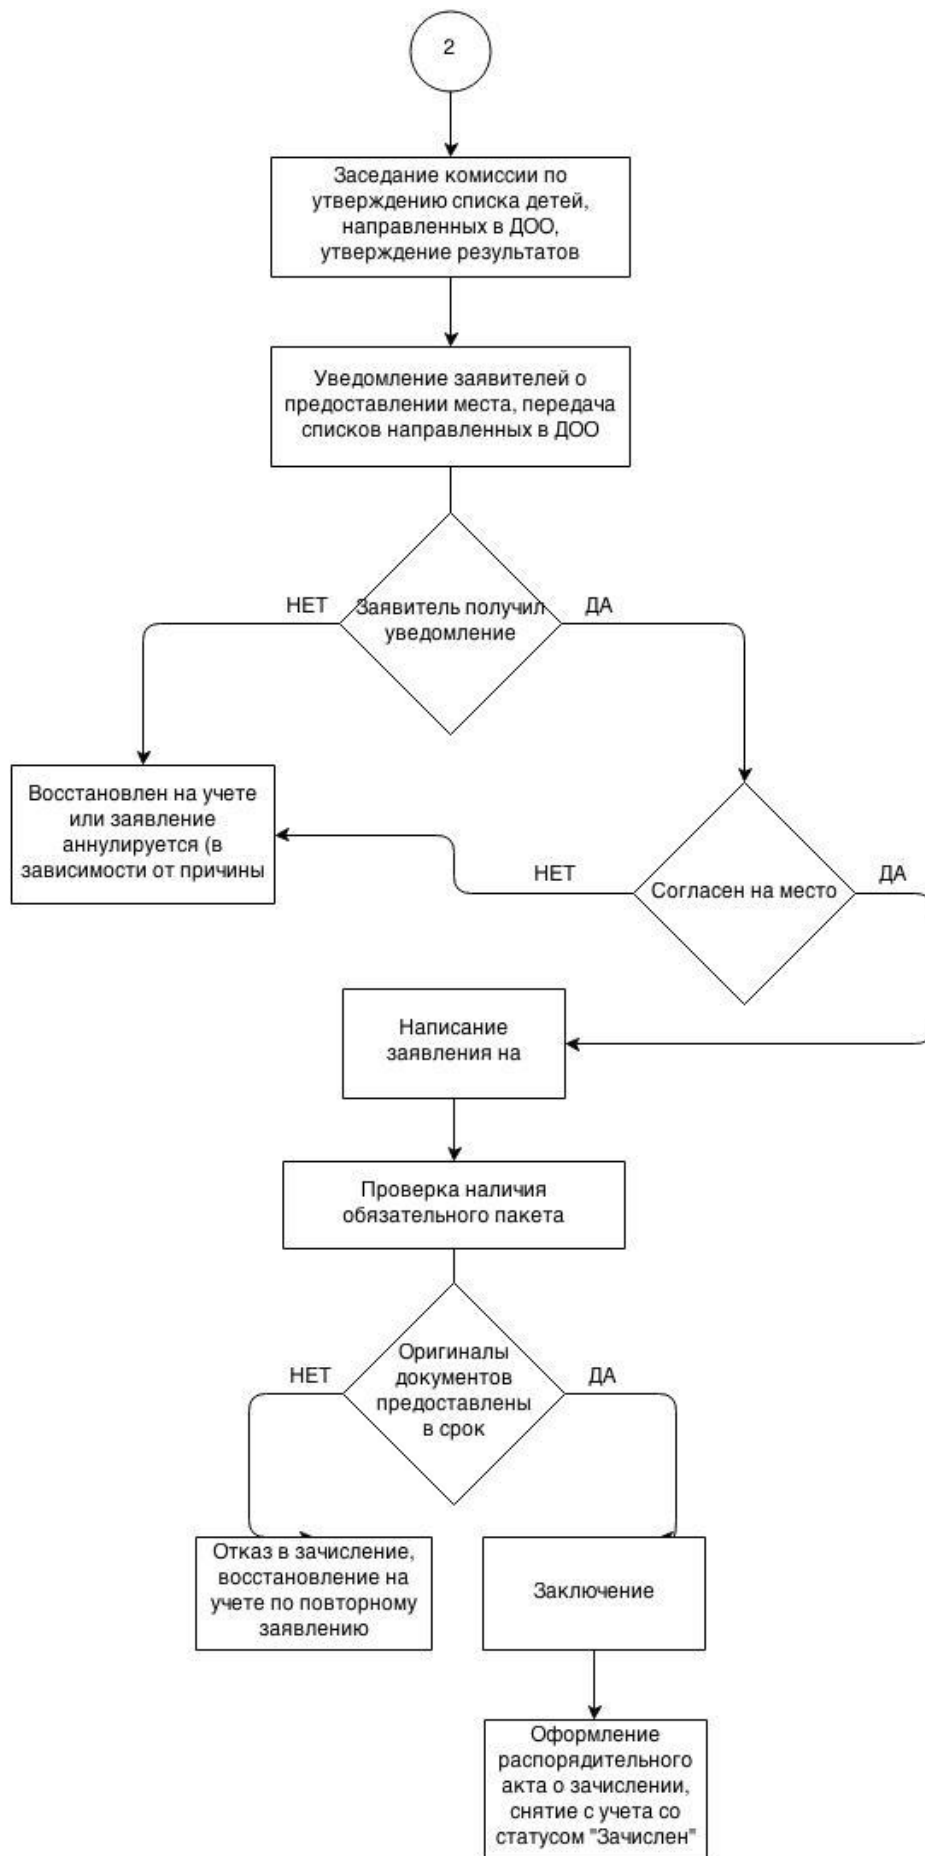 2
Заседание комиссии по
утверждению списка детей,
направленных в ДОО,
утверждение результатов
Уведомление заявителей о
предоставлении места, передача
списков направленных в ДОО
НЕТ
Заявитель получил
уведомление
ДА
Восстановлен на учете
или заявление
аннулируется (в
зависимости от причины
НЕТ
Согласен на место
ДА
Написание
заявления на
Проверка наличия
обязательного пакета
НЕТ
Оригиналы
документов
предоставлены
в срок
ДА
Отказ в зачисление,
восстановление на
учете по повторному
заявлению
Заключение
Оформление
распорядительного
акта о зачислении,
снятие с учета со
статусом "Зачислен"